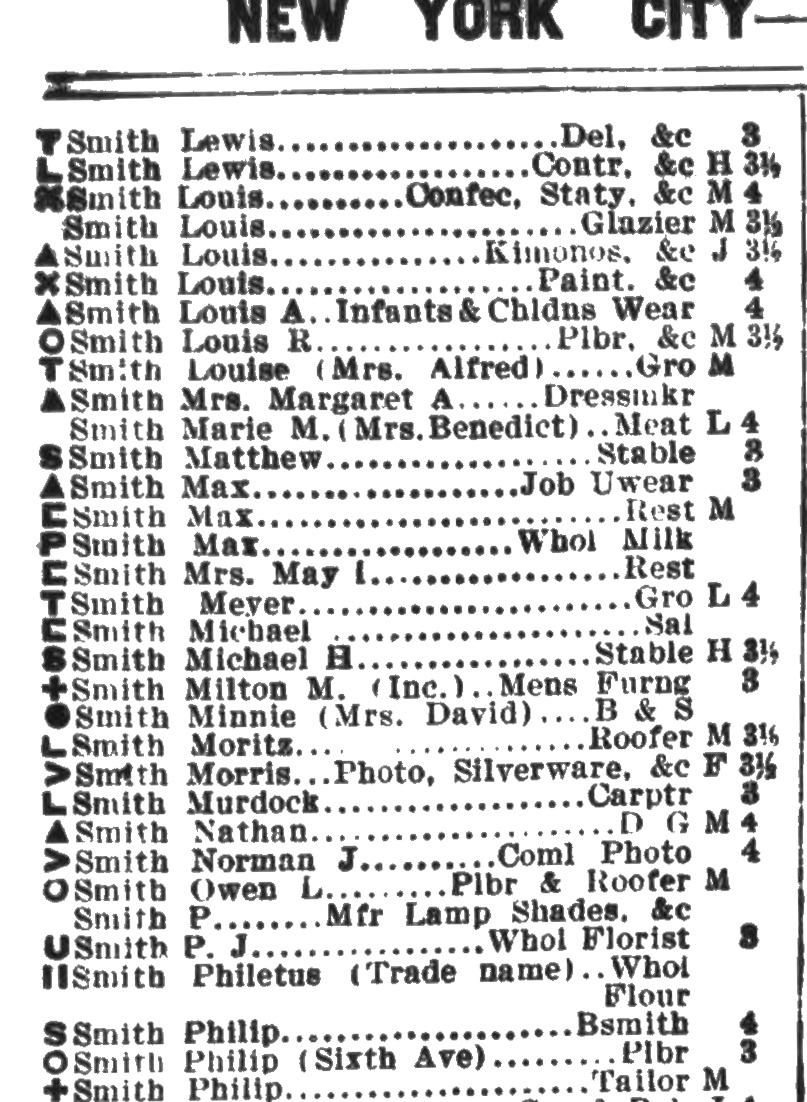 NEW YORK CITY—
T Smith Lewis....................Del, &c 3
L Smith Lewis..................Contr, &c H 3½
Smith Louis..........Confec, Staty, &c M 4
Smith Louis......................Glazier M 3½
▲ Smith Louis...............Kimonos, &c J 3½
✕ Smith Louis...................Paint, &c 4
▲ Smith Louis A..Infants & Chldns Wear 4
O Smith Louis R................Plbr, &c M 3½
T Smith Louise (Mrs. Alfred)......Gro M
▲ Smith Mrs. Margaret A......Dressmkr
Smith Marie M. (Mrs. Benedict)..Meat L 4
S Smith Matthew...................Stable 3
▲ Smith Max...................Job Uwear 3
E Smith Max..........................Rest M
P Smith Max..................Whol Milk
E Smith Mrs. May I..................Rest
T Smith Meyer........................Gro L 4
E Smith Michael ......................Sal
S Smith Michael H................Stable H 3½
+ Smith Milton M. (Inc.)..Mens Furng 3
● Smith Minnie (Mrs. David)....B & S
L Smith Moritz.... .............Roofer M 3½
> Smith Morris...Photo, Silverware, &c F 3½
L Smith Murdock..................Carptr 3
▲ Smith Nathan.......................D G M 4
> Smith Norman J..........Coml Photo 4
O Smith Owen L.........Plbr & Roofer M
Smith P........Mfr Lamp Shades, &c
U Smith P. J.................Whol Florist 3
II Smith Philetus (Trade name)..Whol
Flour
S Smith Philip......................Bsmith 4
O Smith Philip (Sixth Ave).........Plbr 3
+ Smith Philip......................Tailor M